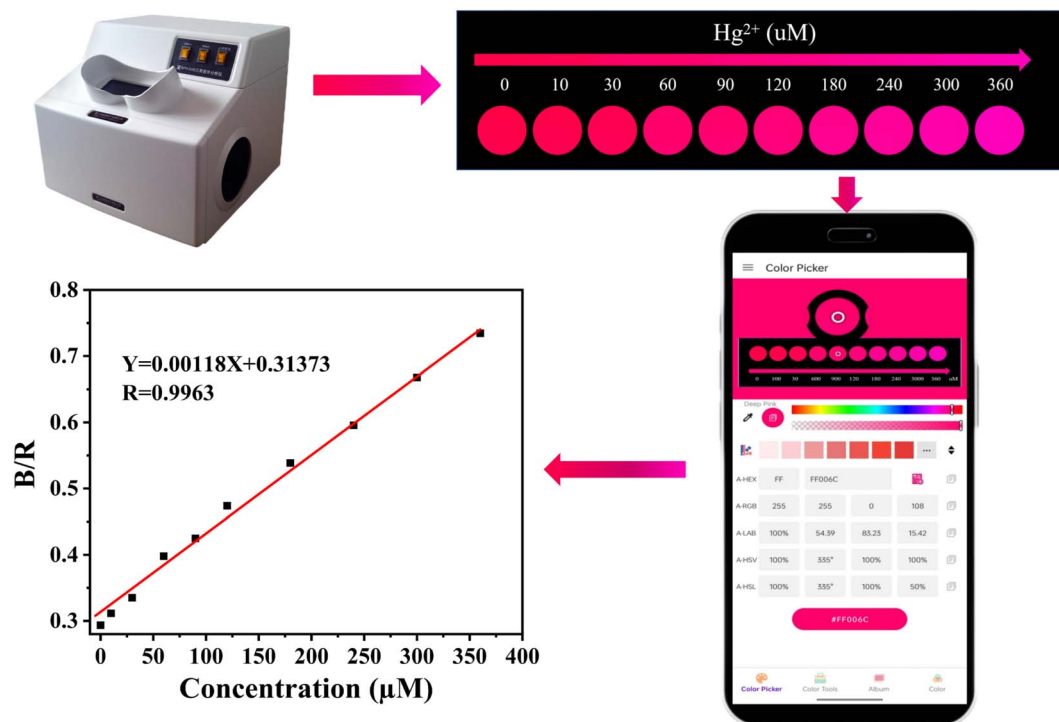 Hg²⁺ (uM)
0 10 30 60 90 120 180 240 300 360
Color Picker
0 100 30 600 900 120 180 240 3000 360 uM
Deep Pink
A-HEX FF FF006C
A-RGB 255 255 0 108
A-LAB 100% 54.39 83.23 15.42
A-HSV 100% 335° 100% 100%
A-HSL 100% 335° 100% 50%
#FF006C
Color Picker Color Tools Album Color
0.8
0.7
0.6
0.5
0.4
0.3
B/R
Y=0.00118X+0.31373
R=0.9963
0 50 100 150 200 250 300 350 400
Concentration (μM)